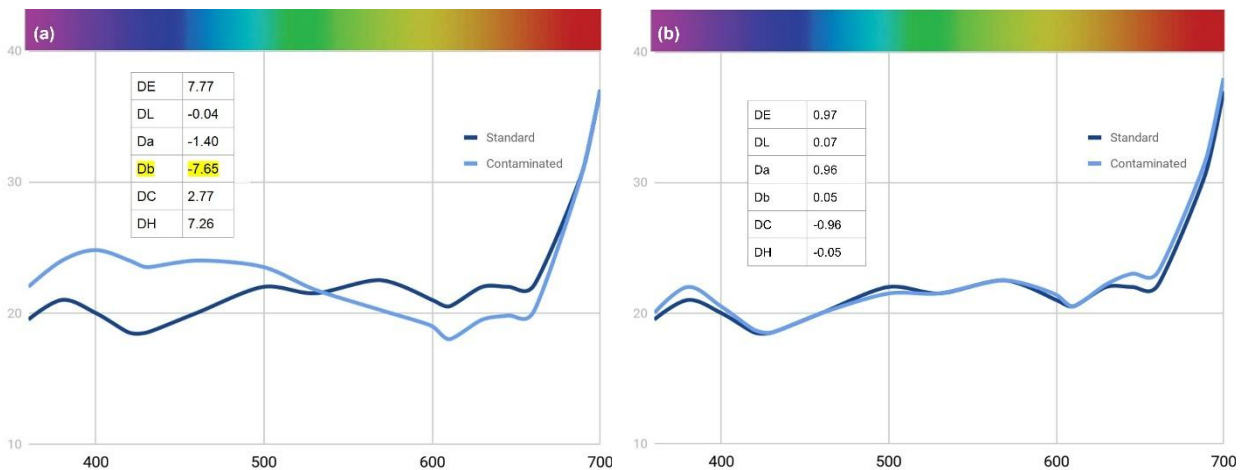 (a)
40
30
20
10
DE 7.77
DL -0.04
Da -1.40
Db -7.65
DC 2.77
DH 7.26
Standard
Contaminated
400 500 600 700
(b)
40
30
20
10
DE 0.97
DL 0.07
Da 0.96
Db 0.05
DC -0.96
DH -0.05
Standard
Contaminated
400 500 600 700